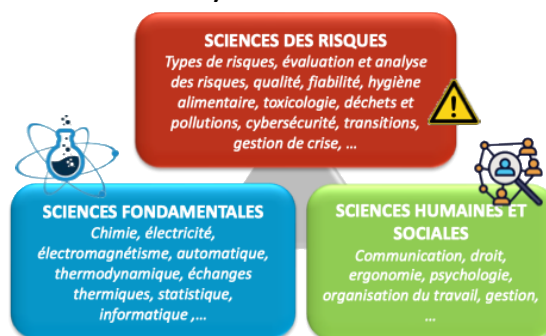 SCIENCES DES RISQUES
Types de risques, évaluation et analyse
des risques, qualité, fiabilité, hygiène
alimentaire, toxicologie, déchets et
pollutions, cybersécurité, transitions,
gestion de crise, ...
SCIENCES FONDAMENTALES
Chimie, électricité,
électromagnétisme, automatique,
thermodynamique, échanges
thermiques, statistique,
informatique ,...
SCIENCES HUMAINES ET
SOCIALES
Communication, droit,
ergonomie, psychologie,
organisation du travail, gestion,
...